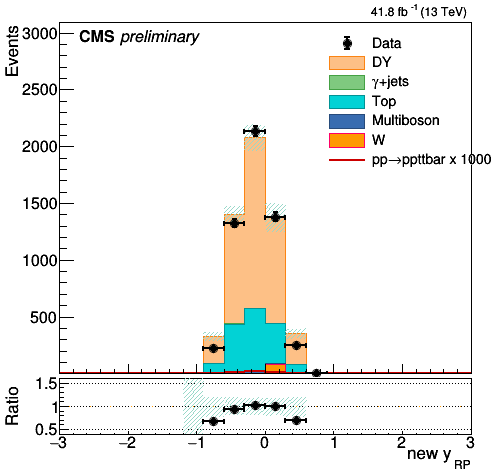 41.8 fb⁻¹ (13 TeV)
CMS preliminary
Events
3000
2500
2000
1500
1000
500
Data
DY
γ+jets
Top
Multiboson
W
pp→ppttbar x 1000
Ratio
1.5
1
0.5
−3 −2 −1 0 1 2 3
new y_RP